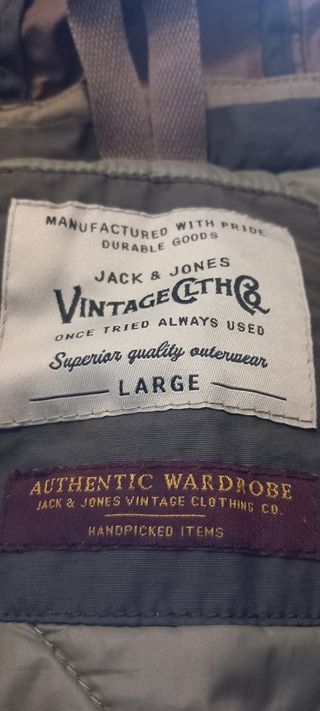 MANUFACTURED WITH PRIDE
DURABLE GOODS
JACK & JONES
VINTAGE CLTH CO
ONCE TRIED ALWAYS USED
Superior quality outerwear
LARGE
AUTHENTIC WARDROBE
JACK & JONES VINTAGE CLOTHING CO.
HANDPICKED ITEMS